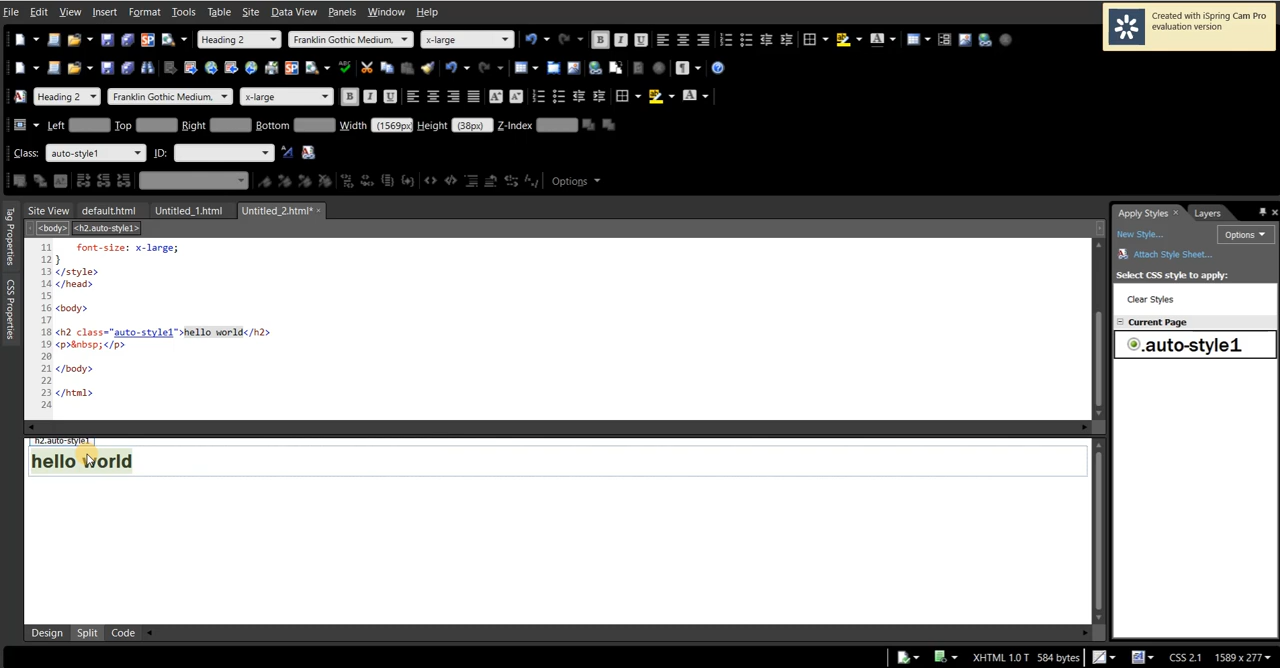 File Edit View Insert Format Tools Table Site Data View Panels Window Help
Created with iSpring Cam Pro
evaluation version
Heading 2 Franklin Gothic Medium, x-large
Heading 2 Franklin Gothic Medium, x-large
Left Top Right Bottom Width (1569px) Height (38px) Z-Index
Class: auto-style1 ID:
Options
Site View default.html Untitled_1.html Untitled_2.html*
<body> <h2.auto-style1>
Tag Properties
CSS Properties
11 font-size: x-large;
12 }
13 </style>
14 </head>
15
16 <body>
17
18 <h2 class="auto-style1">hello world</h2>
19 <p>&nbsp;</p>
20
21 </body>
22
23 </html>
24
h2.auto-style1
hello world
Design Split Code
Apply Styles Layers
New Style... Options
Attach Style Sheet...
Select CSS style to apply:
Clear Styles
Current Page
.auto-style1
XHTML 1.0 T 584 bytes CSS 2.1 1589 x 277